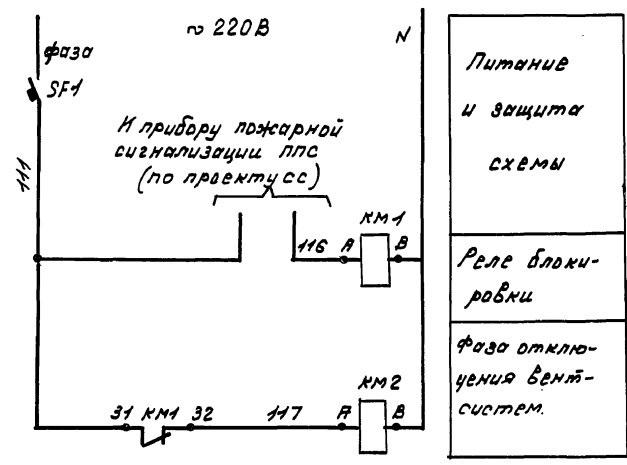 ~ 220 В
N
фаза
SF1
111
К прибору пожарной
сигнализации ППС
(по проекту СС)
116
А
КМ1
В
31
КМ1
32
117
А
КМ2
В
Питание
и защита
схемы
Реле блоки-
ровки
Фаза отклю-
чения вент-
систем.